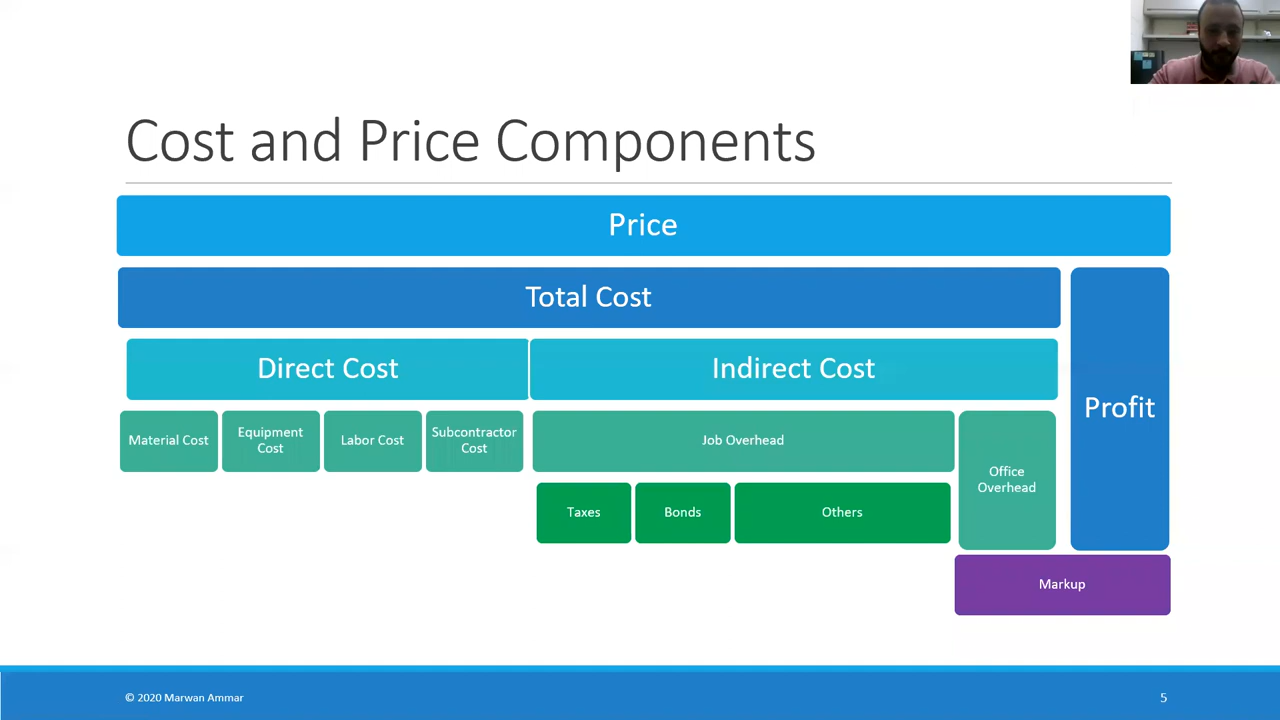 Cost and Price Components
Price
Total Cost
Direct Cost
Indirect Cost
Profit
Material Cost
Equipment
Cost
Labor Cost
Subcontractor
Cost
Job Overhead
Office
Overhead
Taxes
Bonds
Others
Markup
© 2020 Marwan Ammar
5